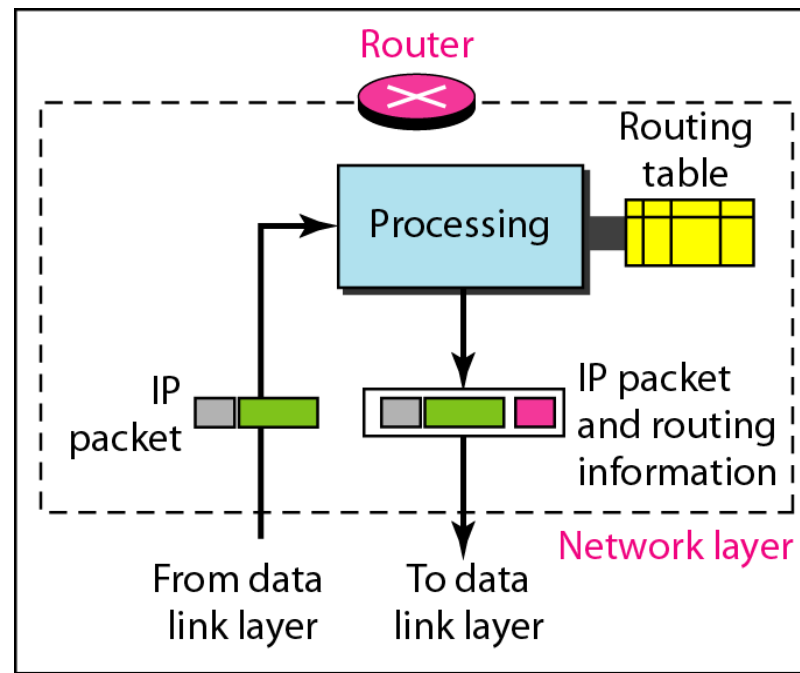 Router
Routing
table
Processing
IP
packet
IP packet
and routing
information
Network layer
From data
link layer
To data
link layer